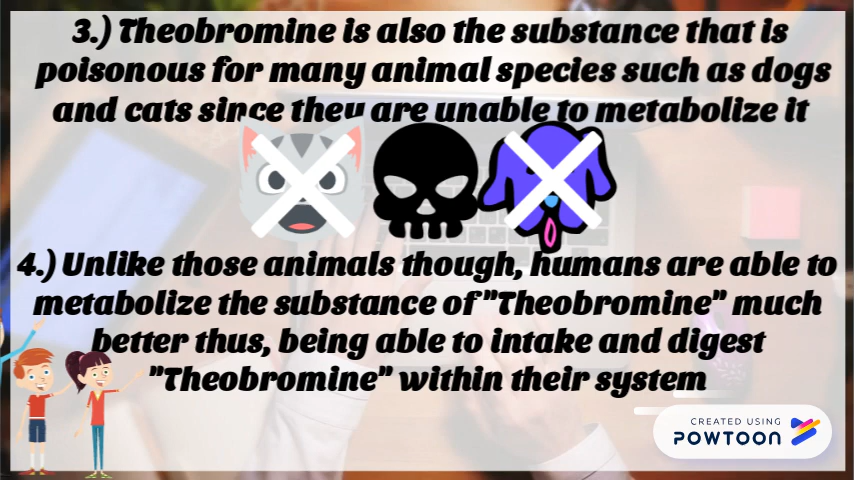 3.) Theobromine is also the substance that is
poisonous for many animal species such as dogs
and cats since they are unable to metabolize it
4.) Unlike those animals though, humans are able to
metabolize the substance of "Theobromine" much
better thus, being able to intake and digest
"Theobromine" within their system
CREATED USING
POWTOON